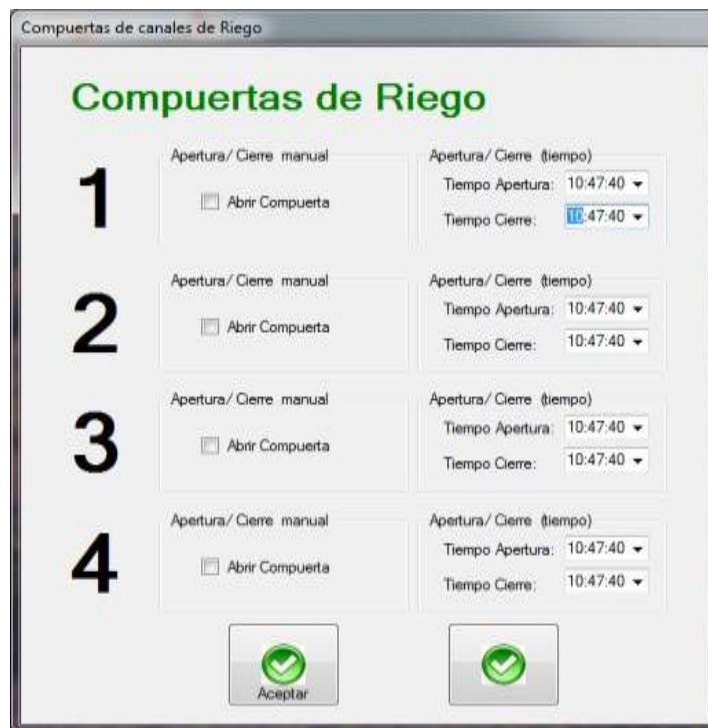 Compuertas de canales de Riego
Compuertas de Riego
1
Apertura/ Cierre manual
Abrir Compuerta
Apertura/ Cierre (tiempo)
Tiempo Apertura: 10:47:40
Tiempo Cierre: 10:47:40
2
Apertura/ Cierre manual
Abrir Compuerta
Apertura/ Cierre (tiempo)
Tiempo Apertura: 10:47:40
Tiempo Cierre: 10:47:40
3
Apertura/ Cierre manual
Abrir Compuerta
Apertura/ Cierre (tiempo)
Tiempo Apertura: 10:47:40
Tiempo Cierre: 10:47:40
4
Apertura/ Cierre manual
Abrir Compuerta
Apertura/ Cierre (tiempo)
Tiempo Apertura: 10:47:40
Tiempo Cierre: 10:47:40
Aceptar